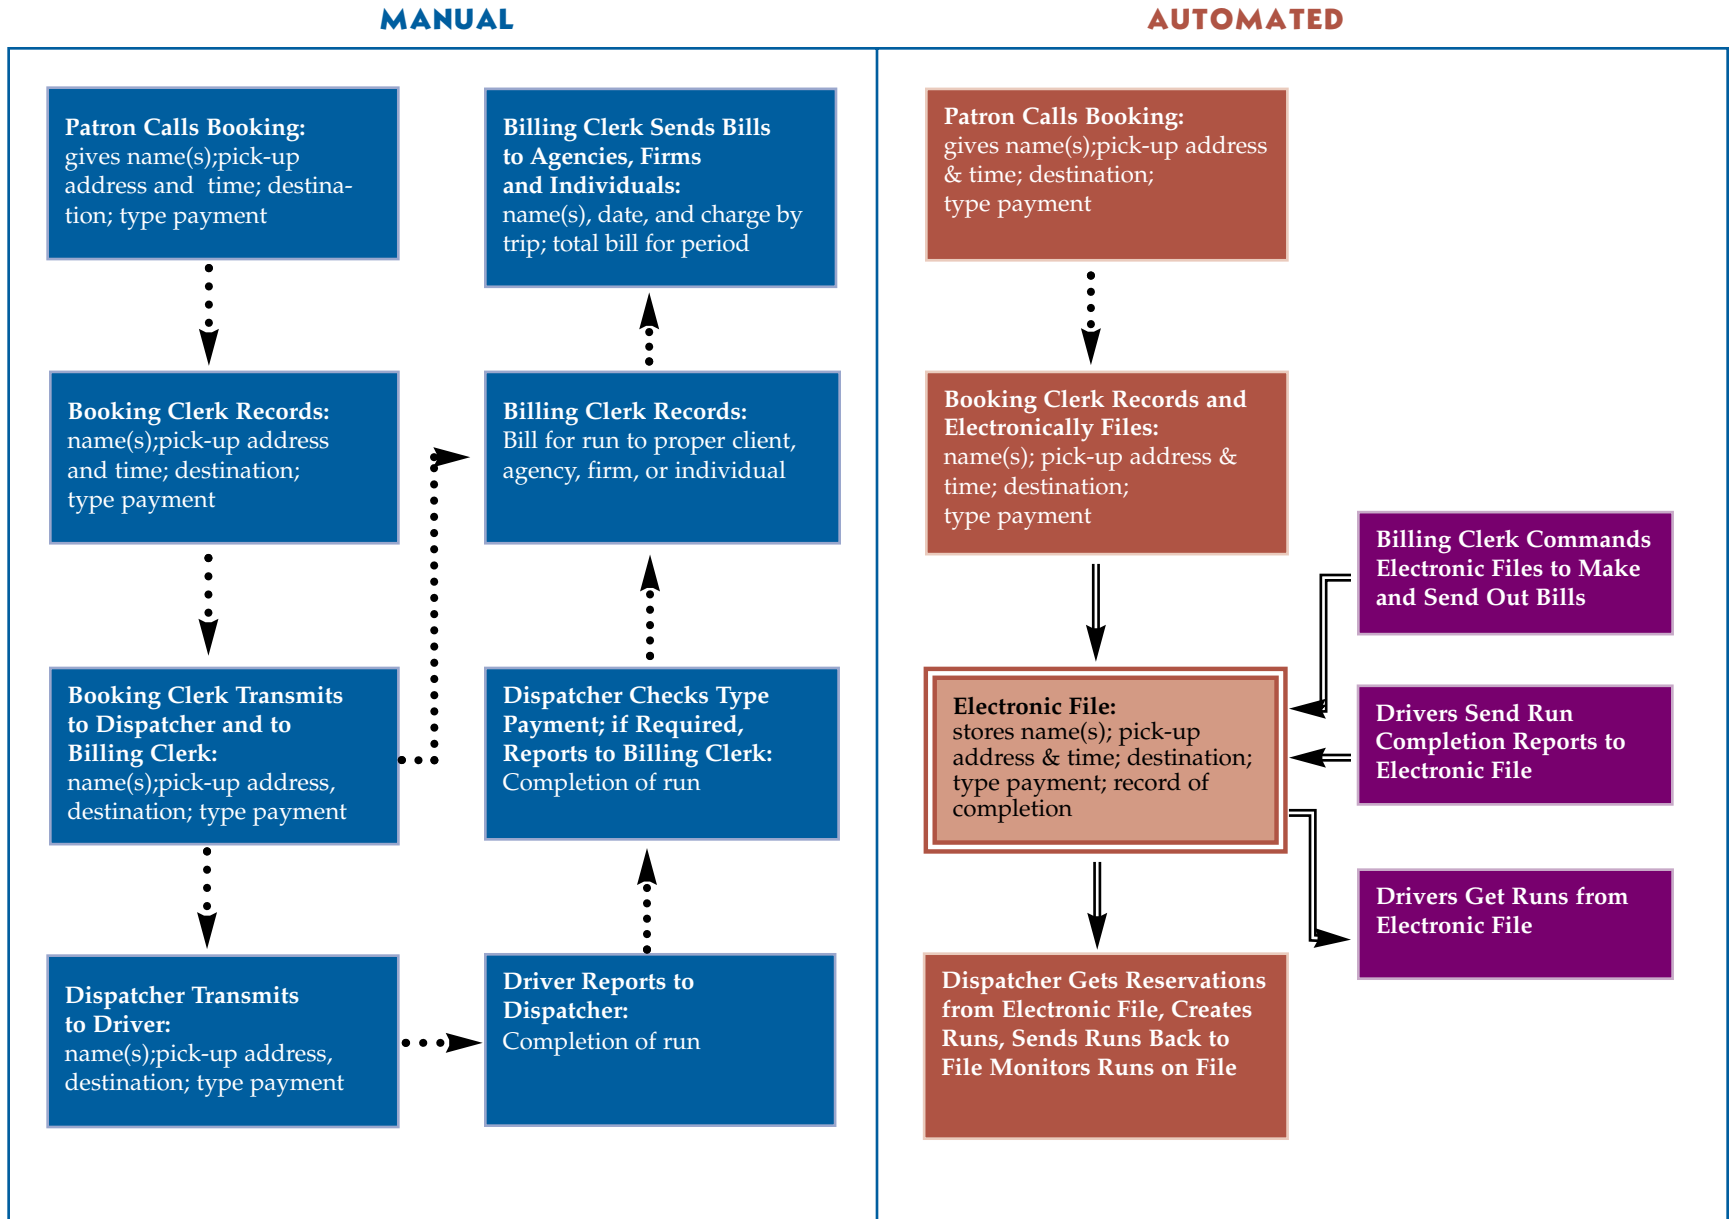 MANUAL
Patron Calls Booking:
gives name(s);pick-up
address and time; destina-
tion; type payment
Booking Clerk Records:
name(s);pick-up address
and time; destination;
type payment
Booking Clerk Transmits
to Dispatcher and to
Billing Clerk:
name(s);pick-up address,
destination; type payment
Dispatcher Transmits
to Driver:
name(s);pick-up address,
destination; type payment
Billing Clerk Sends Bills
to Agencies, Firms
and Individuals:
name(s), date, and charge by
trip; total bill for period
Billing Clerk Records:
Bill for run to proper client,
agency, firm, or individual
Dispatcher Checks Type
Payment; if Required,
Reports to Billing Clerk:
Completion of run
Driver Reports to
Dispatcher:
Completion of run
AUTOMATED
Patron Calls Booking:
gives name(s);pick-up address
& time; destination;
type payment
Booking Clerk Records and
Electronically Files:
name(s); pick-up address &
time; destination;
type payment
Electronic File:
stores name(s); pick-up
address & time; destination;
type payment; record of
completion
Dispatcher Gets Reservations
from Electronic File, Creates
Runs, Sends Runs Back to
File Monitors Runs on File
Billing Clerk Commands
Electronic Files to Make
and Send Out Bills
Drivers Send Run
Completion Reports to
Electronic File
Drivers Get Runs from
Electronic File